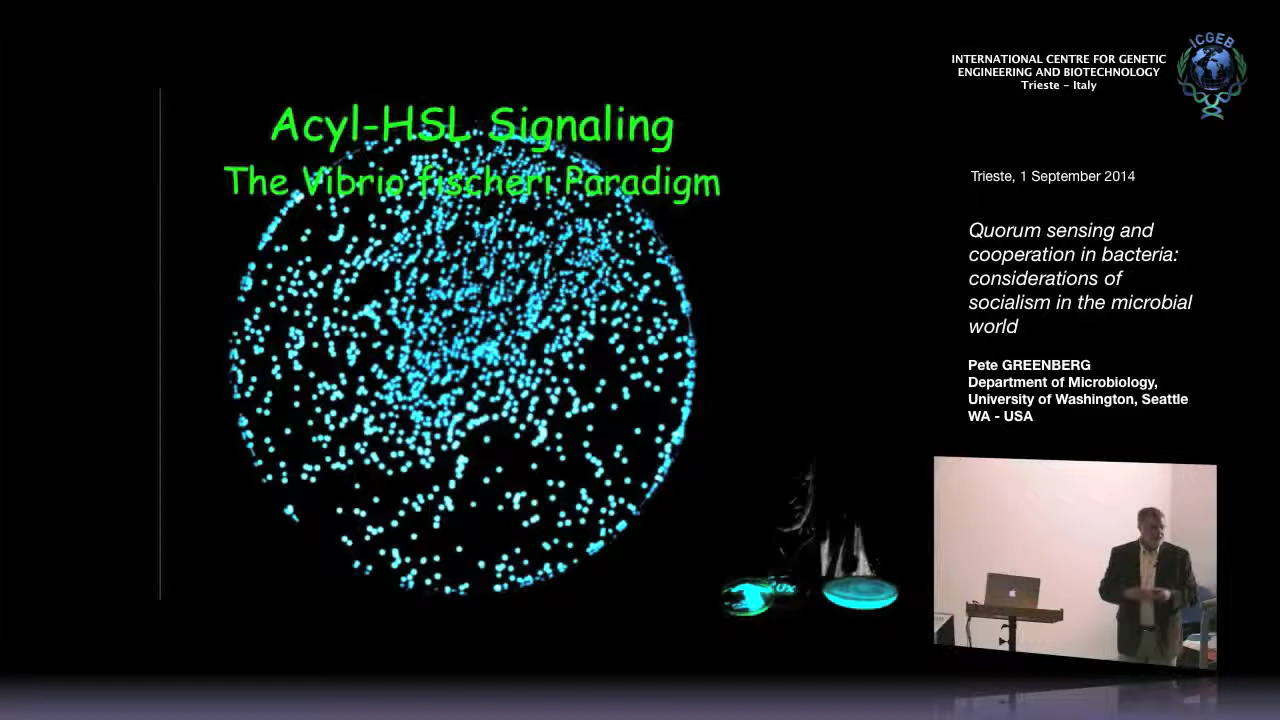 Acyl-HSL Signaling
The Vibrio fischeri Paradigm
ICGEB
INTERNATIONAL CENTRE FOR GENETIC
ENGINEERING AND BIOTECHNOLOGY
Trieste - Italy
Trieste, 1 September 2014
Quorum sensing and
cooperation in bacteria:
considerations of
socialism in the microbial
world
Pete GREENBERG
Department of Microbiology,
University of Washington, Seattle
WA - USA